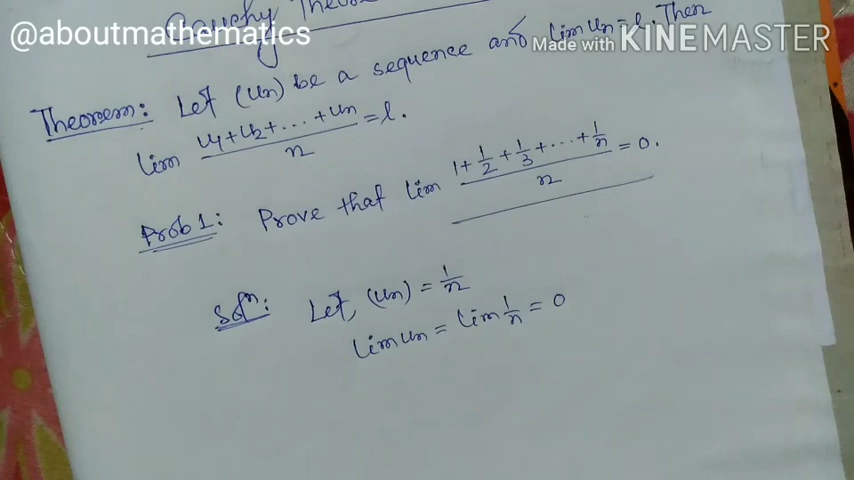 @aboutmathematics
Made with KINEMASTER
Cauchy Theo
Theorem: Let (un) be a sequence and lim un = l. Then
lim (u1+u2+...+un)/n = l.
Prob 1: Prove that lim (1+1/2+1/3+...+1/n)/n = 0.
Solⁿ: Let, (un) = 1/n
lim un = lim 1/n = 0